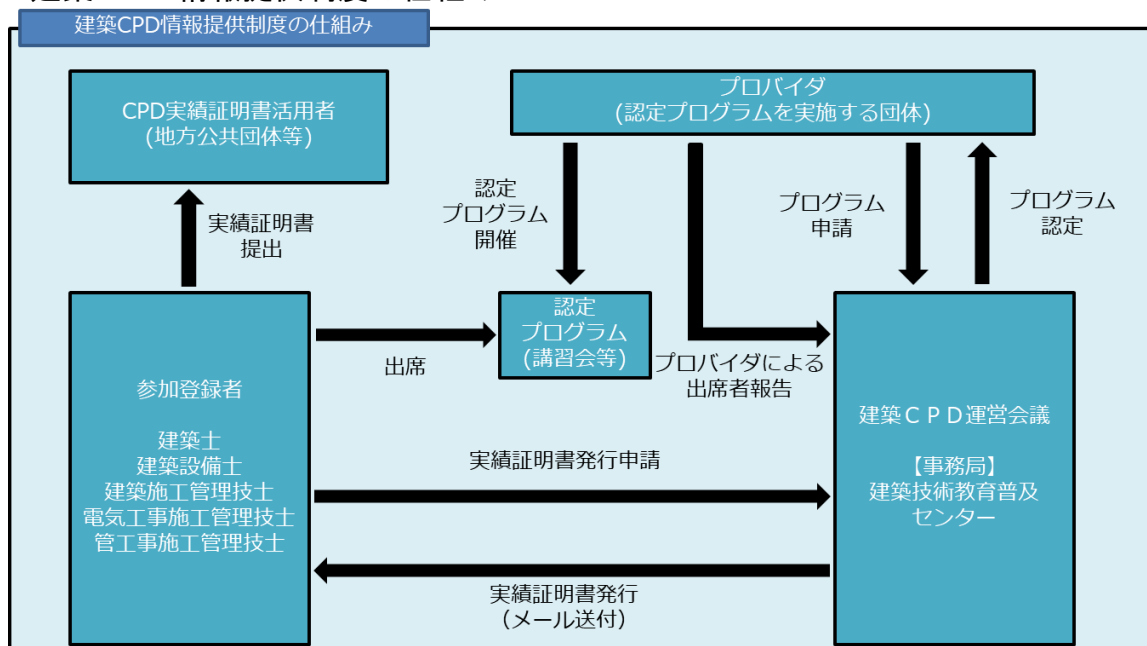 建築CPD情報提供制度の仕組み
CPD実績証明書活用者
(地方公共団体等)
プロバイダ
(認定プログラムを実施する団体)
実績証明書
提出
認定
プログラム
開催
プログラム
申請
プログラム
認定
認定
プログラム
(講習会等)
出席
プロバイダによる
出席者報告
参加登録者
建築士
建築設備士
建築施工管理技士
電気工事施工管理技士
管工事施工管理技士
実績証明書発行申請
建築ＣＰＤ運営会議
【事務局】
建築技術教育普及
センター
実績証明書発行
(メール送付)